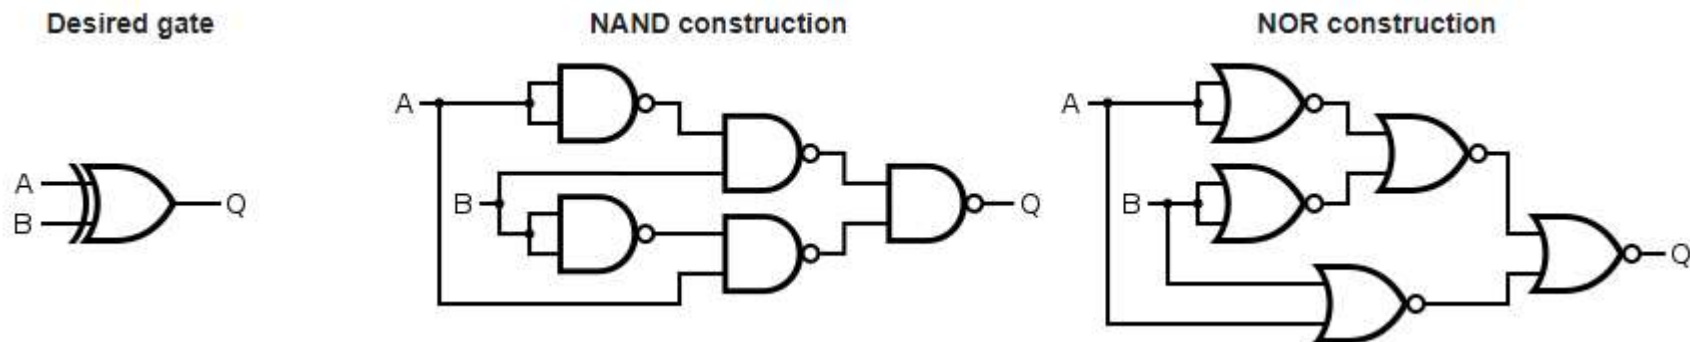 Desired gate
NAND construction
NOR construction
A
B
Q
A
B
Q
A
B
Q